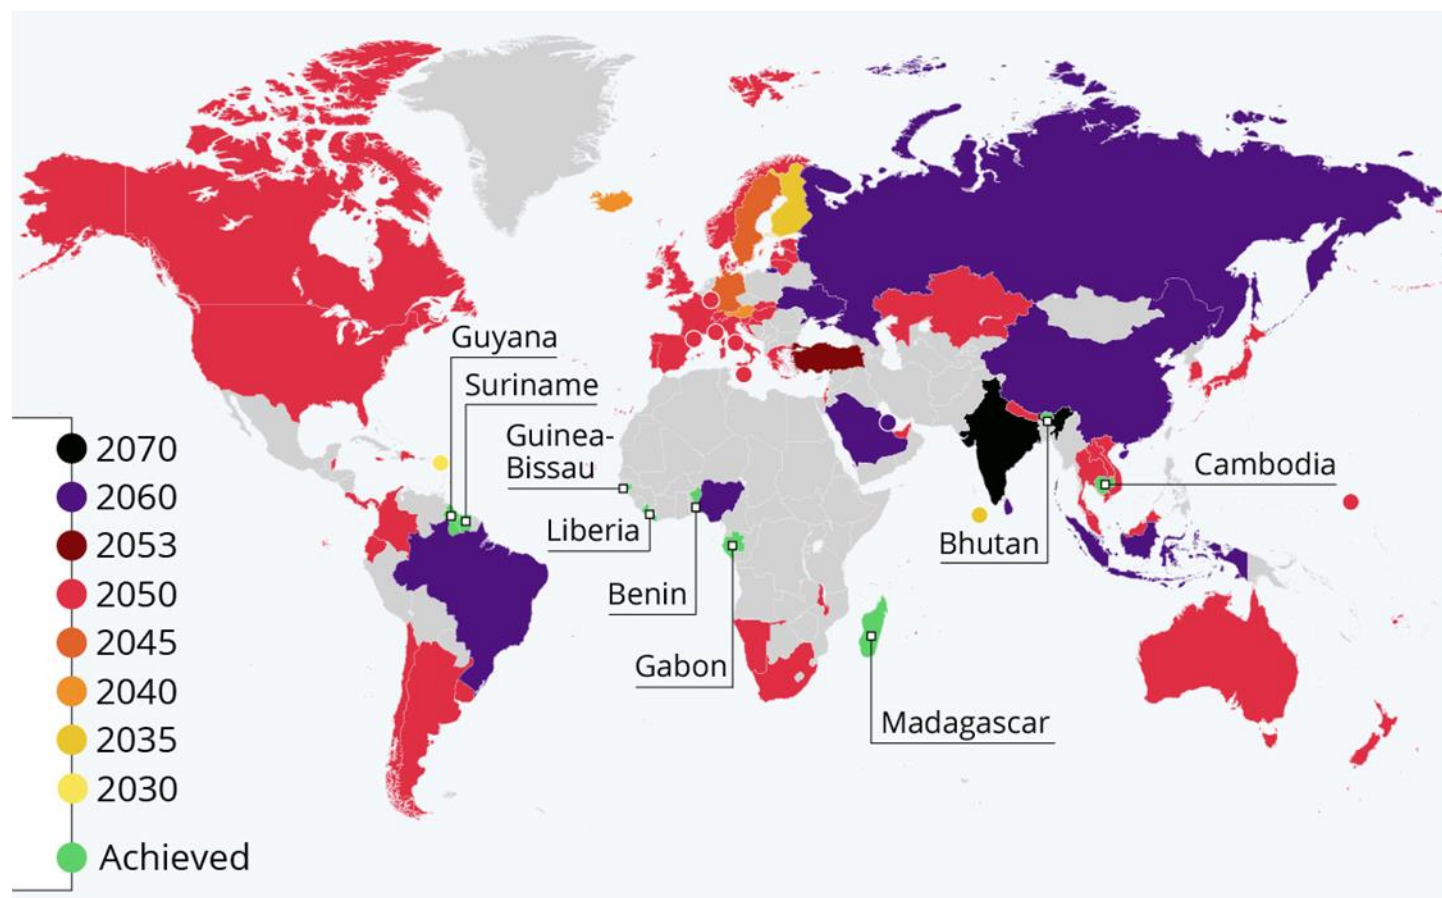 Guyana
Suriname
Guinea-
Bissau
Liberia
Benin
Gabon
Madagascar
Bhutan
Cambodia
2070
2060
2053
2050
2045
2040
2035
2030
Achieved